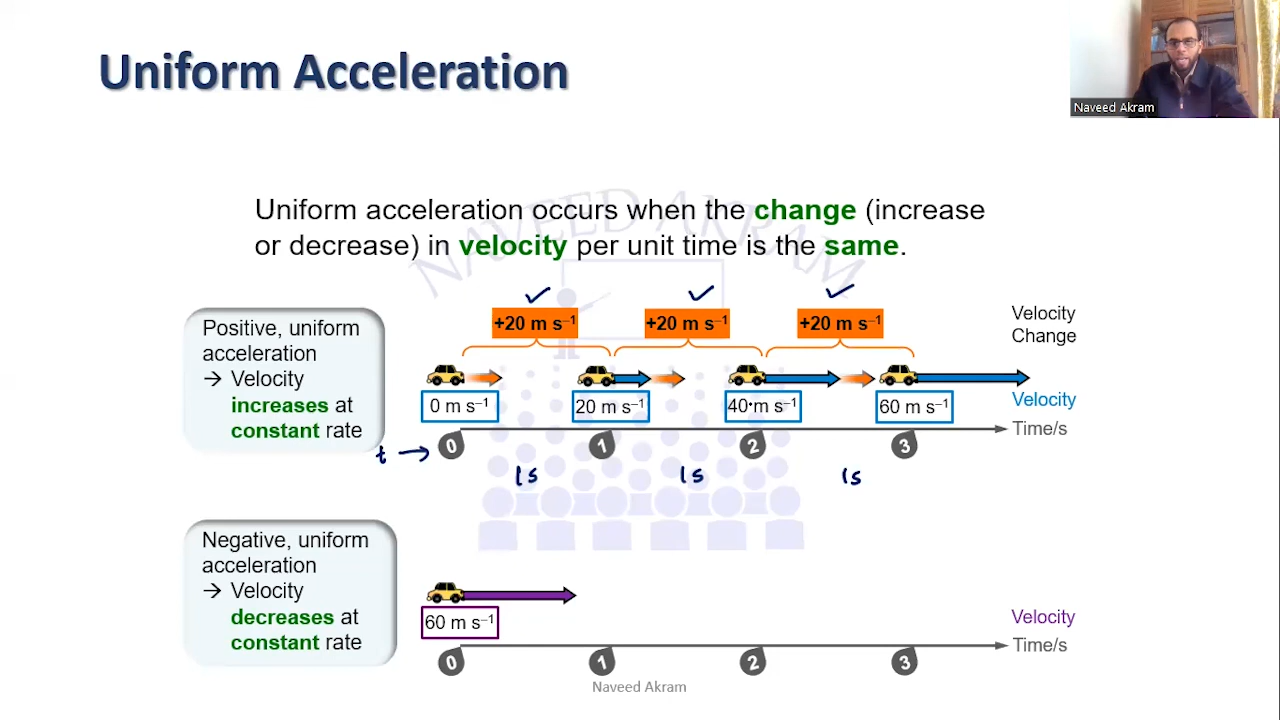 Uniform Acceleration
Naveed Akram
NAVEED AKRAM
Uniform acceleration occurs when the change (increase
or decrease) in velocity per unit time is the same.
✓ ✓ ✓
+20 m s⁻¹ +20 m s⁻¹ +20 m s⁻¹
Velocity
Change
Positive, uniform
acceleration
→ Velocity
increases at
constant rate
0 m s⁻¹ 20 m s⁻¹ 40 m s⁻¹ 60 m s⁻¹
Velocity
t → 0 1 2 3
Time/s
1s 1s 1s
Negative, uniform
acceleration
→ Velocity
decreases at
constant rate
60 m s⁻¹
Velocity
0 1 2 3
Time/s
Naveed Akram